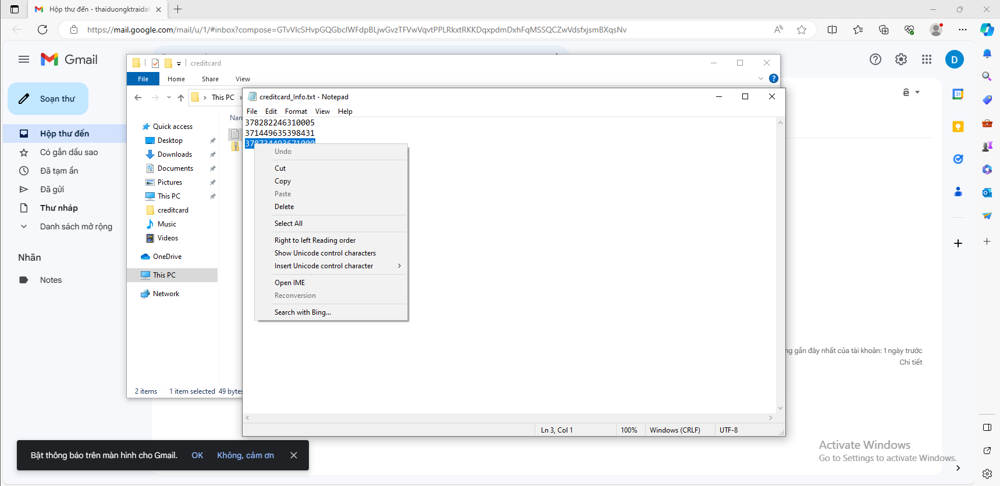 Hộp thư đến - thaiduongktraidat
https://mail.google.com/mail/u/1/#inbox?compose=GTvVlcSHvpGQGbclWFdpBLjwGvzTFVwVqvtPPLRkxtRKKDqxpdmDxhFqMSSQCZwVdsfxjsmBXqsNv
Gmail
D
Soạn thư
Hộp thư đến
Có gắn dấu sao
Đã tạm ẩn
Đã gửi
Thư nháp
Danh sách mở rộng
Nhãn
Notes
creditcard
File Home Share View
This PC
Quick access
Desktop
Downloads
Documents
Pictures
This PC
creditcard
Music
Videos
OneDrive
This PC
Network
2 items 1 item selected 49 bytes
creditcard_Info.txt - Notepad
File Edit Format View Help
378282246310005
371449635398431
378734493671000
Undo
Cut
Copy
Paste
Delete
Select All
Right to left Reading order
Show Unicode control characters
Insert Unicode control character
Open IME
Reconversion
Search with Bing...
Ln 3, Col 1 100% Windows (CRLF) UTF-8
ê
31
gần đây nhất của tài khoản: 1 ngày trước
Chi tiết
Bật thông báo trên màn hình cho Gmail. OK Không, cảm ơn
Activate Windows
Go to Settings to activate Windows.